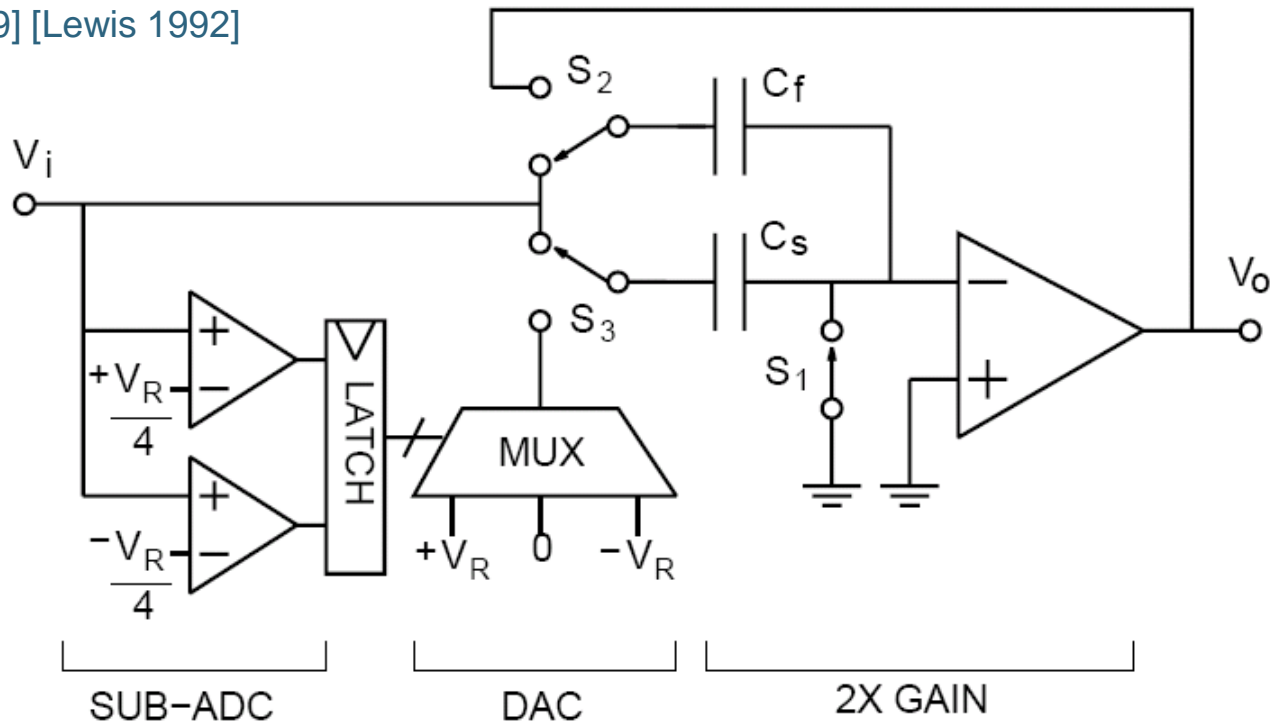 9] [Lewis 1992]
S2
Cf
Vi
Cs
S3
Vo
+
+VR
−
4
LATCH
S1
−
+
MUX
+
−VR
−
4
+VR
0
−VR
SUB−ADC
DAC
2X GAIN